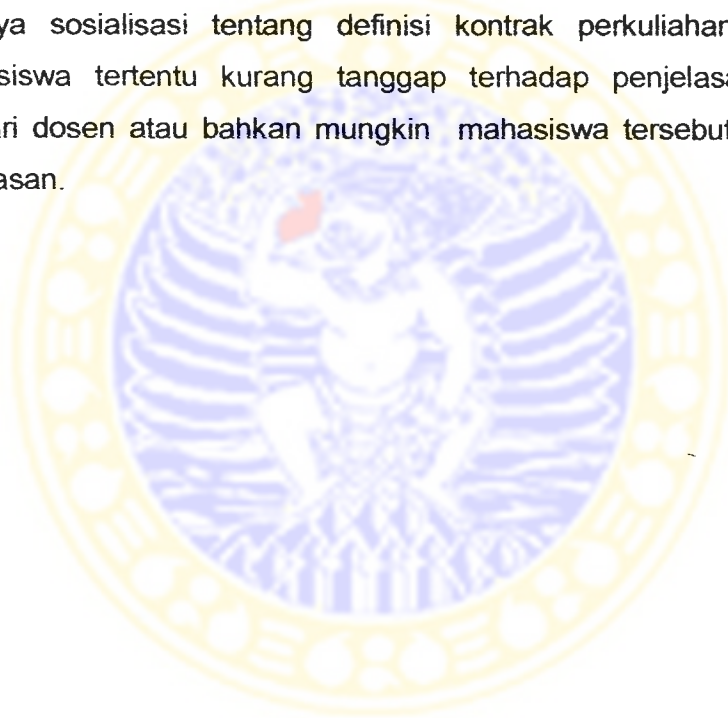 ya sosialisasi tentang definisi kontrak perkuliahan
siswa tertentu kurang tanggap terhadap penjelasa
ri dosen atau bahkan mungkin mahasiswa tersebut
asan.